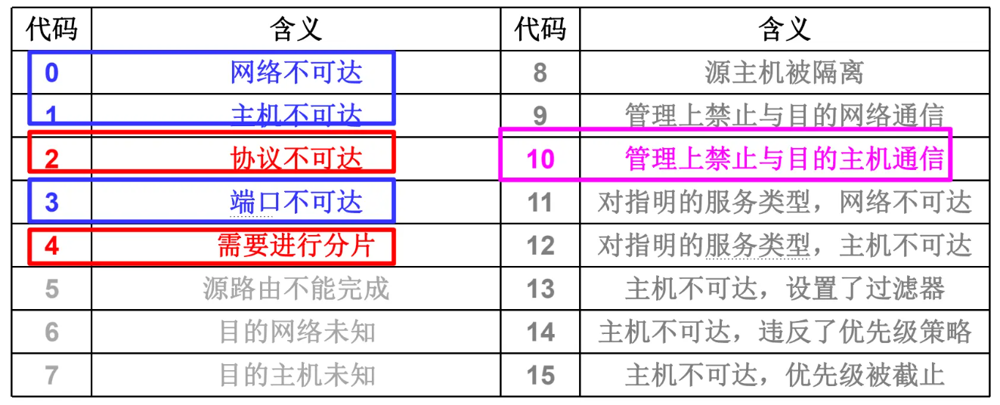 代码 含义 代码 含义
0 网络不可达 8 源主机被隔离
1 主机不可达 9 管理上禁止与目的网络通信
2 协议不可达 10 管理上禁止与目的主机通信
3 端口不可达 11 对指明的服务类型，网络不可达
4 需要进行分片 12 对指明的服务类型，主机不可达
5 源路由不能完成 13 主机不可达，设置了过滤器
6 目的网络未知 14 主机不可达，违反了优先级策略
7 目的主机未知 15 主机不可达，优先级被截止